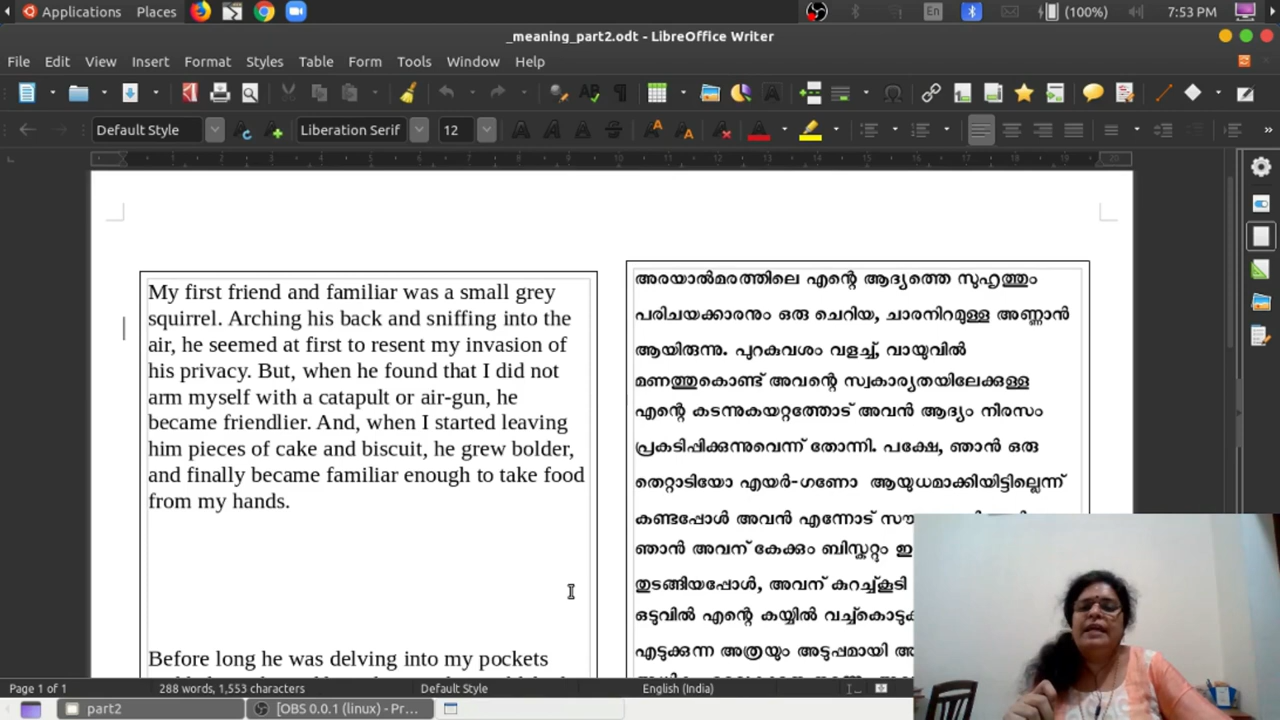 Applications Places En (100%) 7:53 PM
_meaning_part2.odt - LibreOffice Writer
File Edit View Insert Format Styles Table Form Tools Window Help
Default Style Liberation Serif 12
My first friend and familiar was a small grey
squirrel. Arching his back and sniffing into the
air, he seemed at first to resent my invasion of
his privacy. But, when he found that I did not
arm myself with a catapult or air-gun, he
became friendlier. And, when I started leaving
him pieces of cake and biscuit, he grew bolder,
and finally became familiar enough to take food
from my hands.
Before long he was delving into my pockets
അരയാൽമരത്തിലെ എന്റെ ആദ്യത്തെ സുഹൃത്തും
പരിചയക്കാരനും ഒരു ചെറിയ, ചാരനിറമുള്ള അണ്ണാൻ
ആയിരുന്നു. പുറകുവശം വളച്ച്, വായുവിൽ
മണത്തുകൊണ്ട് അവന്റെ സ്വകാര്യതയിലേക്കുള്ള
എന്റെ കടന്നുകയറ്റത്തോട് അവൻ ആദ്യം നിരസം
പ്രകടിപ്പിക്കുന്നുവെന്ന് തോന്നി. പക്ഷേ, ഞാൻ ഒരു
തെറ്റാടിയോ എയർ-ഗണോ ആയുധമാക്കിയിട്ടില്ലെന്ന്
കണ്ടപ്പോൾ അവൻ എന്നോട്
ഞാൻ അവന് കേക്കും ബിസ്കറ്റും
തുടങ്ങിയപ്പോൾ, അവന് കുറച്ച്കൂടി
ഒടുവിൽ എന്റെ കയ്യിൽ
എടുക്കുന്ന അത്രയും അടുപ്പമായി
Page 1 of 1 288 words, 1,553 characters Default Style English (India)
part2 [OBS 0.0.1 (linux) - Pr...